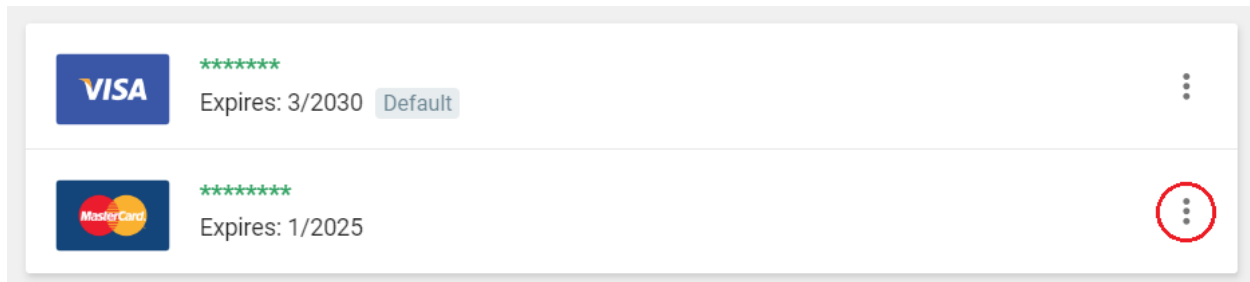 VISA
*******
Expires: 3/2030 Default
MasterCard.
********
Expires: 1/2025